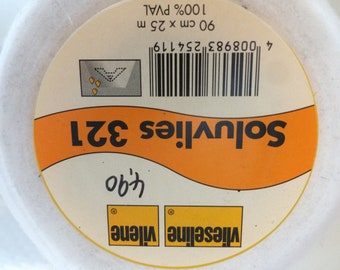 vlieseline ®
vilene ®
4,90
Soluvlies 321
4 008983 254119
90 cm x 25 m
100% PVAL